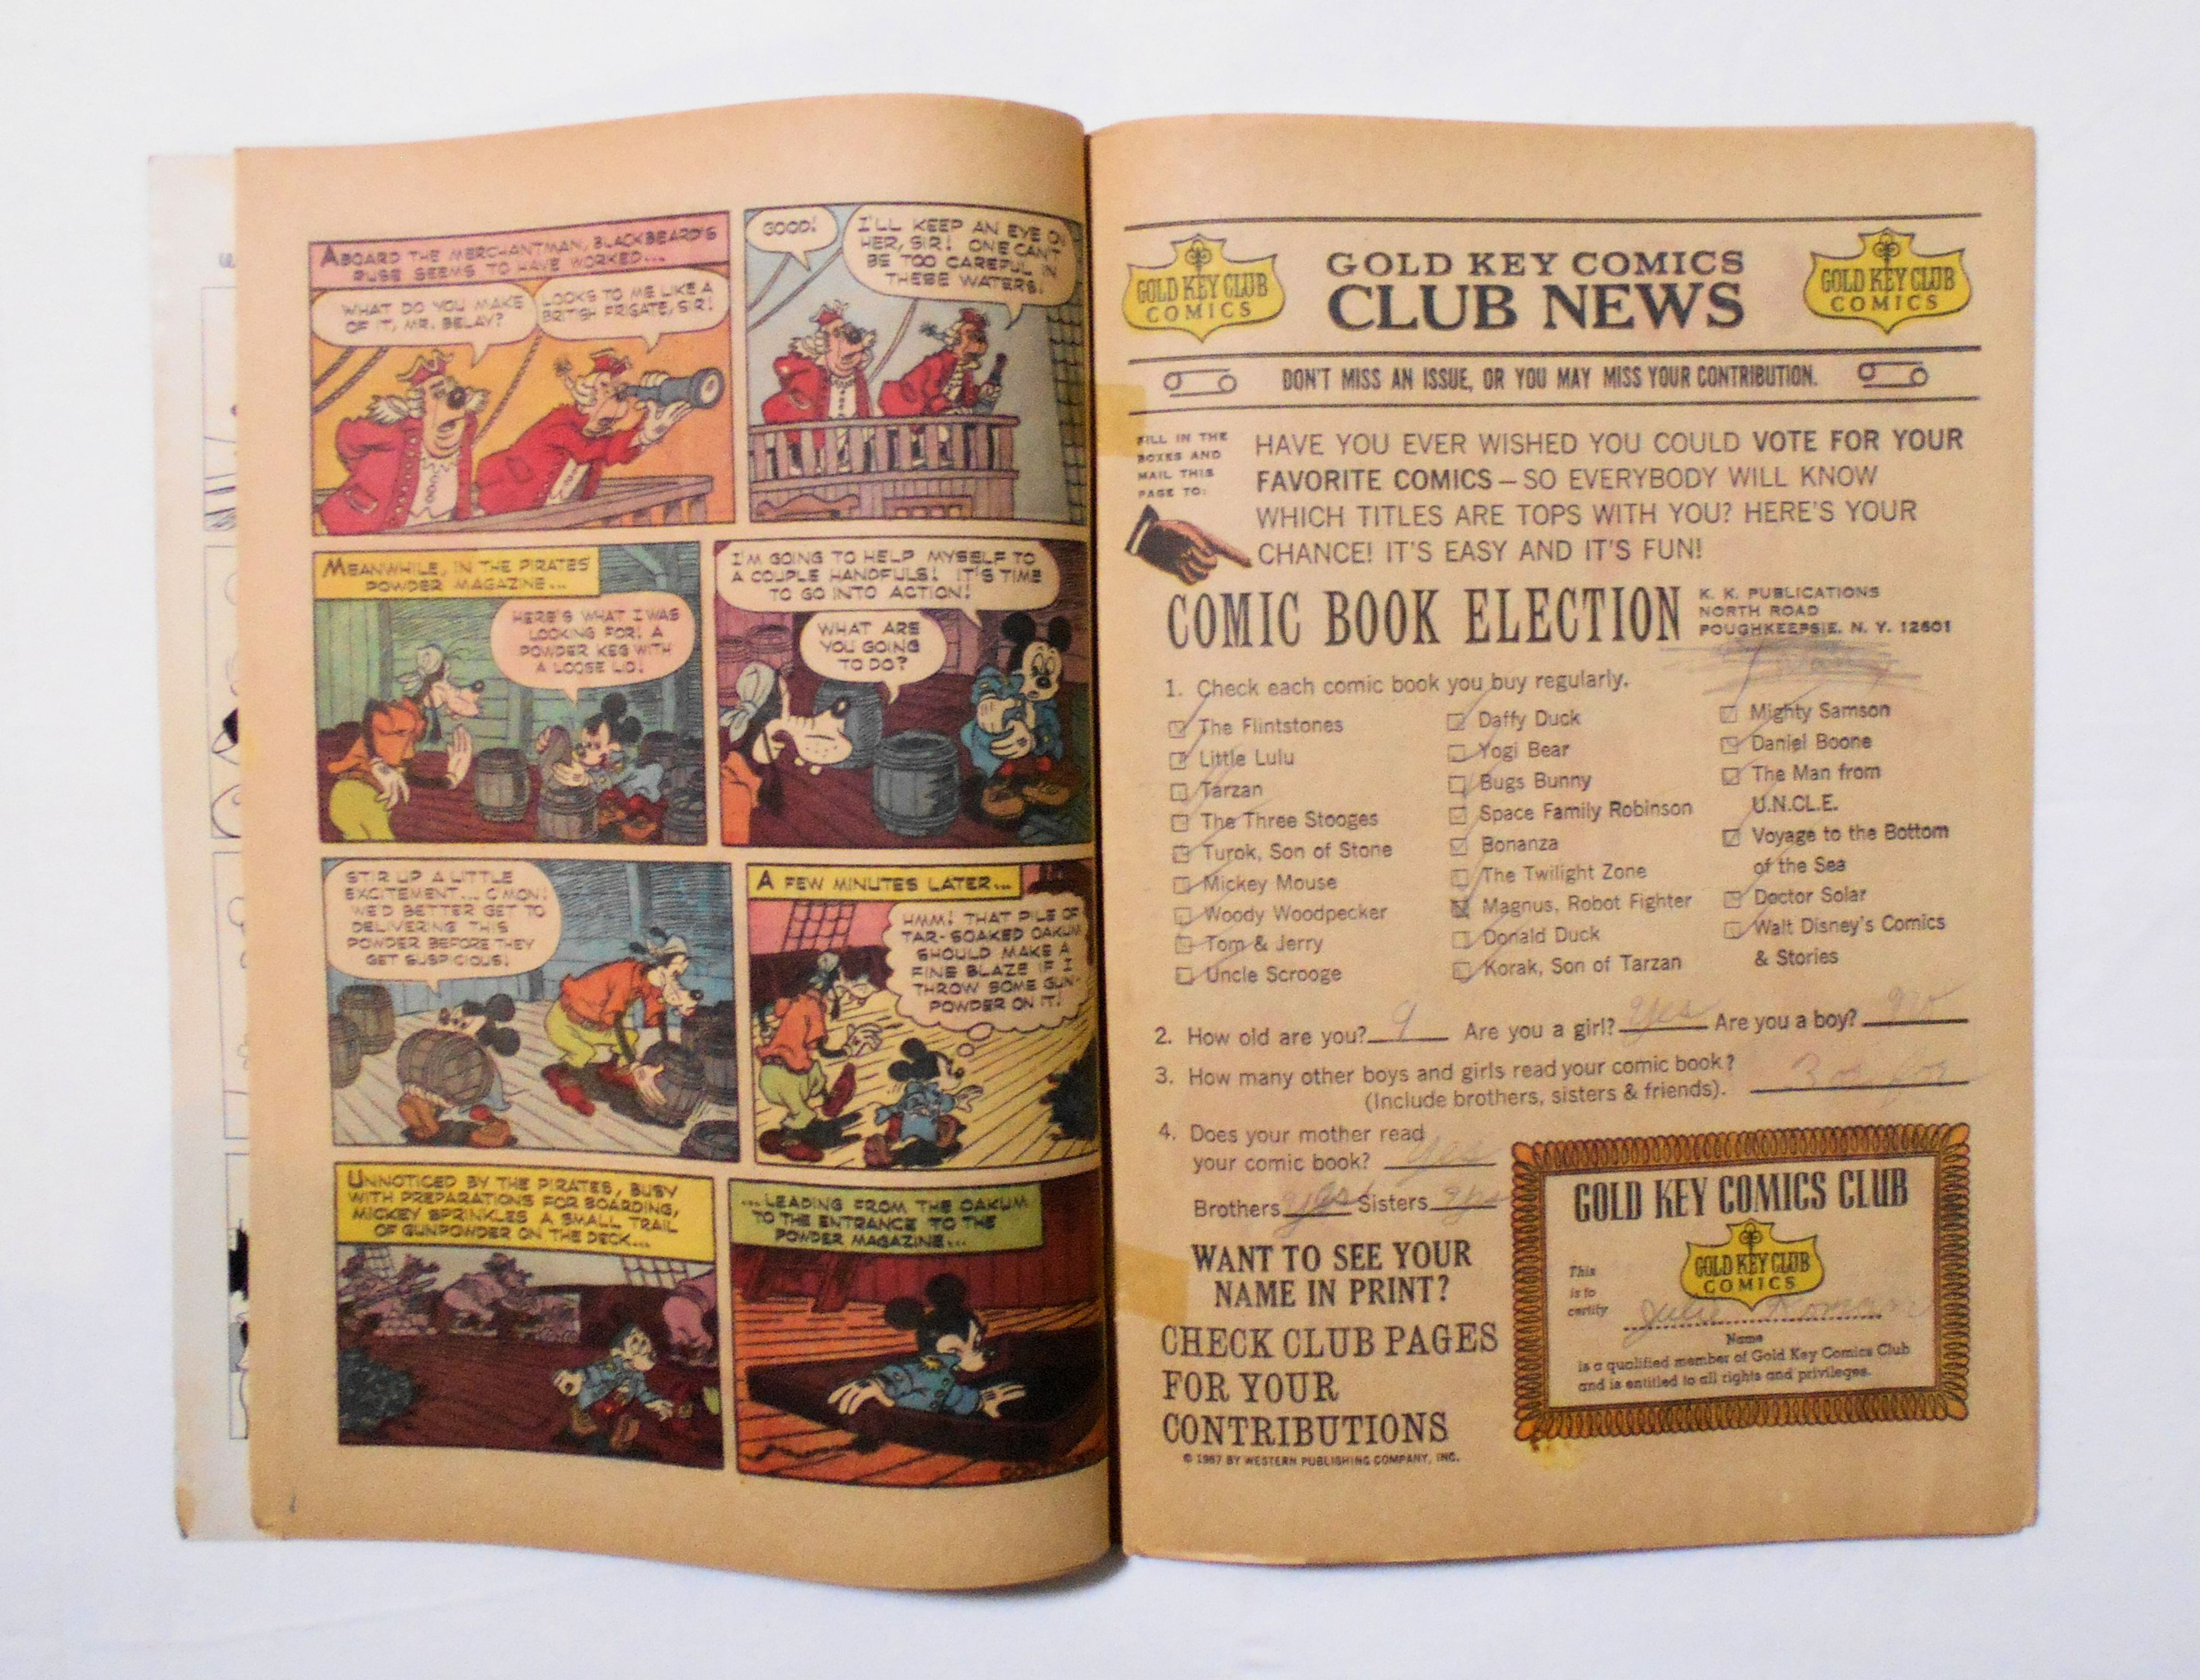 ABOARD THE MERCHANTMAN, BLACKBEARD'S
RUSE SEEMS TO HAVE WORKED...
WHAT DO YOU MAKE
OF IT, MR. BELAY?
LOOKS TO ME LIKE A
BRITISH FRIGATE, SIR!
GOOD!
I'LL KEEP AN EYE ON
HER, SIR! ONE CAN'T
BE TOO CAREFUL IN
THESE WATERS!
MEANWHILE, IN THE PIRATES'
POWDER MAGAZINE...
HERE'S WHAT I WAS
LOOKING FOR! A
POWDER KEG WITH
A LOOSE LID!
I'M GOING TO HELP MYSELF TO
A COUPLE HANDFULS! IT'S TIME
TO GO INTO ACTION!
WHAT ARE
YOU GOING
TO DO?
STIR UP A LITTLE
EXCITEMENT... C'MON!
WE'D BETTER GET TO
DELIVERING THIS
POWDER BEFORE THEY
GET SUSPICIOUS!
A FEW MINUTES LATER...
HMM! THAT PILE OF
TAR-SOAKED OAKUM
SHOULD MAKE A
FINE BLAZE IF I
THROW SOME GUN-
POWDER ON IT!
UNNOTICED BY THE PIRATES, BUSY
WITH PREPARATIONS FOR BOARDING,
MICKEY SPRINKLES A SMALL TRAIL
OF GUNPOWDER ON THE DECK...
...LEADING FROM THE OAKUM
TO THE ENTRANCE TO THE
POWDER MAGAZINE...
GOLD KEY CLUB
COMICS
GOLD KEY COMICS
CLUB NEWS
GOLD KEY CLUB
COMICS
DON'T MISS AN ISSUE, OR YOU MAY MISS YOUR CONTRIBUTION.
FILL IN THE
BOXES AND
MAIL THIS
PAGE TO:
HAVE YOU EVER WISHED YOU COULD VOTE FOR YOUR
FAVORITE COMICS—SO EVERYBODY WILL KNOW
WHICH TITLES ARE TOPS WITH YOU? HERE'S YOUR
CHANCE! IT'S EASY AND IT'S FUN!
COMIC BOOK ELECTION
K. K. PUBLICATIONS
NORTH ROAD
POUGHKEEPSIE, N. Y. 12601
1. Check each comic book you buy regularly.
The Flintstones
Little Lulu
Tarzan
The Three Stooges
Turok, Son of Stone
Mickey Mouse
Woody Woodpecker
Tom & Jerry
Uncle Scrooge
Daffy Duck
Yogi Bear
Bugs Bunny
Space Family Robinson
Bonanza
The Twilight Zone
Magnus, Robot Fighter
Donald Duck
Korak, Son of Tarzan
Mighty Samson
Daniel Boone
The Man from
U.N.C.L.E.
Voyage to the Bottom
of the Sea
Doctor Solar
Walt Disney's Comics
& Stories
2. How old are you? 9 Are you a girl? Yes Are you a boy? no
3. How many other boys and girls read your comic book?
(Include brothers, sisters & friends). 3 or
4. Does your mother read
your comic book? Yes
Brothers yes Sisters yes
WANT TO SEE YOUR
NAME IN PRINT?
CHECK CLUB PAGES
FOR YOUR
CONTRIBUTIONS
© 1967 BY WESTERN PUBLISHING COMPANY, INC.
GOLD KEY COMICS CLUB
GOLD KEY CLUB
COMICS
This
is to
certify
Julie
Name
is a qualified member of Gold Key Comics Club
and is entitled to all rights and privileges.